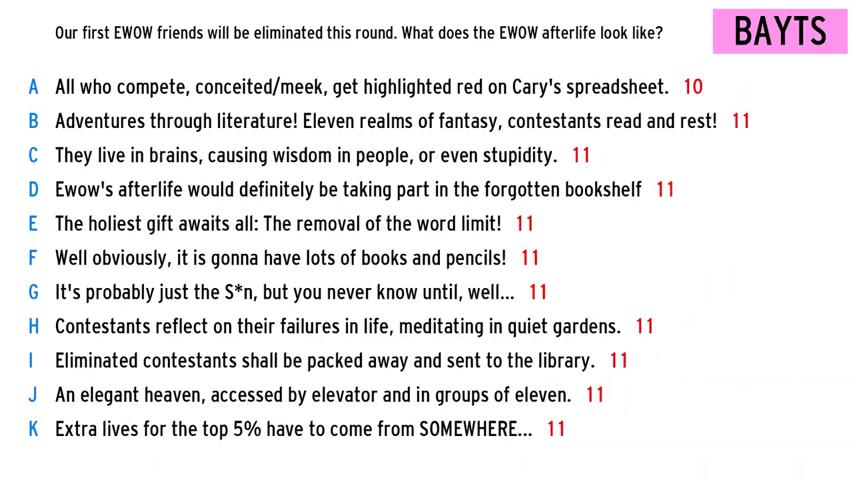 Our first EWOW friends will be eliminated this round. What does the EWOW afterlife look like?
BAYTS
A All who compete, conceited/meek, get highlighted red on Cary's spreadsheet. 10
B Adventures through literature! Eleven realms of fantasy, contestants read and rest! 11
C They live in brains, causing wisdom in people, or even stupidity. 11
D Ewow's afterlife would definitely be taking part in the forgotten bookshelf 11
E The holiest gift awaits all: The removal of the word limit! 11
F Well obviously, it is gonna have lots of books and pencils! 11
G It's probably just the S*n, but you never know until, well... 11
H Contestants reflect on their failures in life, meditating in quiet gardens. 11
I Eliminated contestants shall be packed away and sent to the library. 11
J An elegant heaven, accessed by elevator and in groups of eleven. 11
K Extra lives for the top 5% have to come from SOMEWHERE... 11